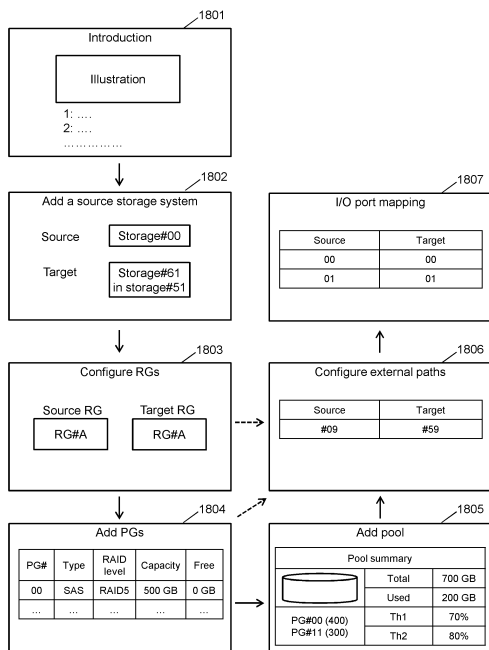 1801
Introduction
Illustration
1: ....
2: ....
..............
1802
Add a source storage system
Source Storage#00
Target Storage#61
in storage#51
1803
Configure RGs
Source RG Target RG
RG#A RG#A
1804
Add PGs
PG# Type RAID level Capacity Free
00 SAS RAID5 500 GB 0 GB
... ... ... ... ...
1805
Add pool
Pool summary
Total 700 GB
Used 200 GB
PG#00 (400)
PG#11 (300)
Th1 70%
Th2 80%
1806
Configure external paths
Source Target
#09 #59
1807
I/O port mapping
Source Target
00 00
01 01